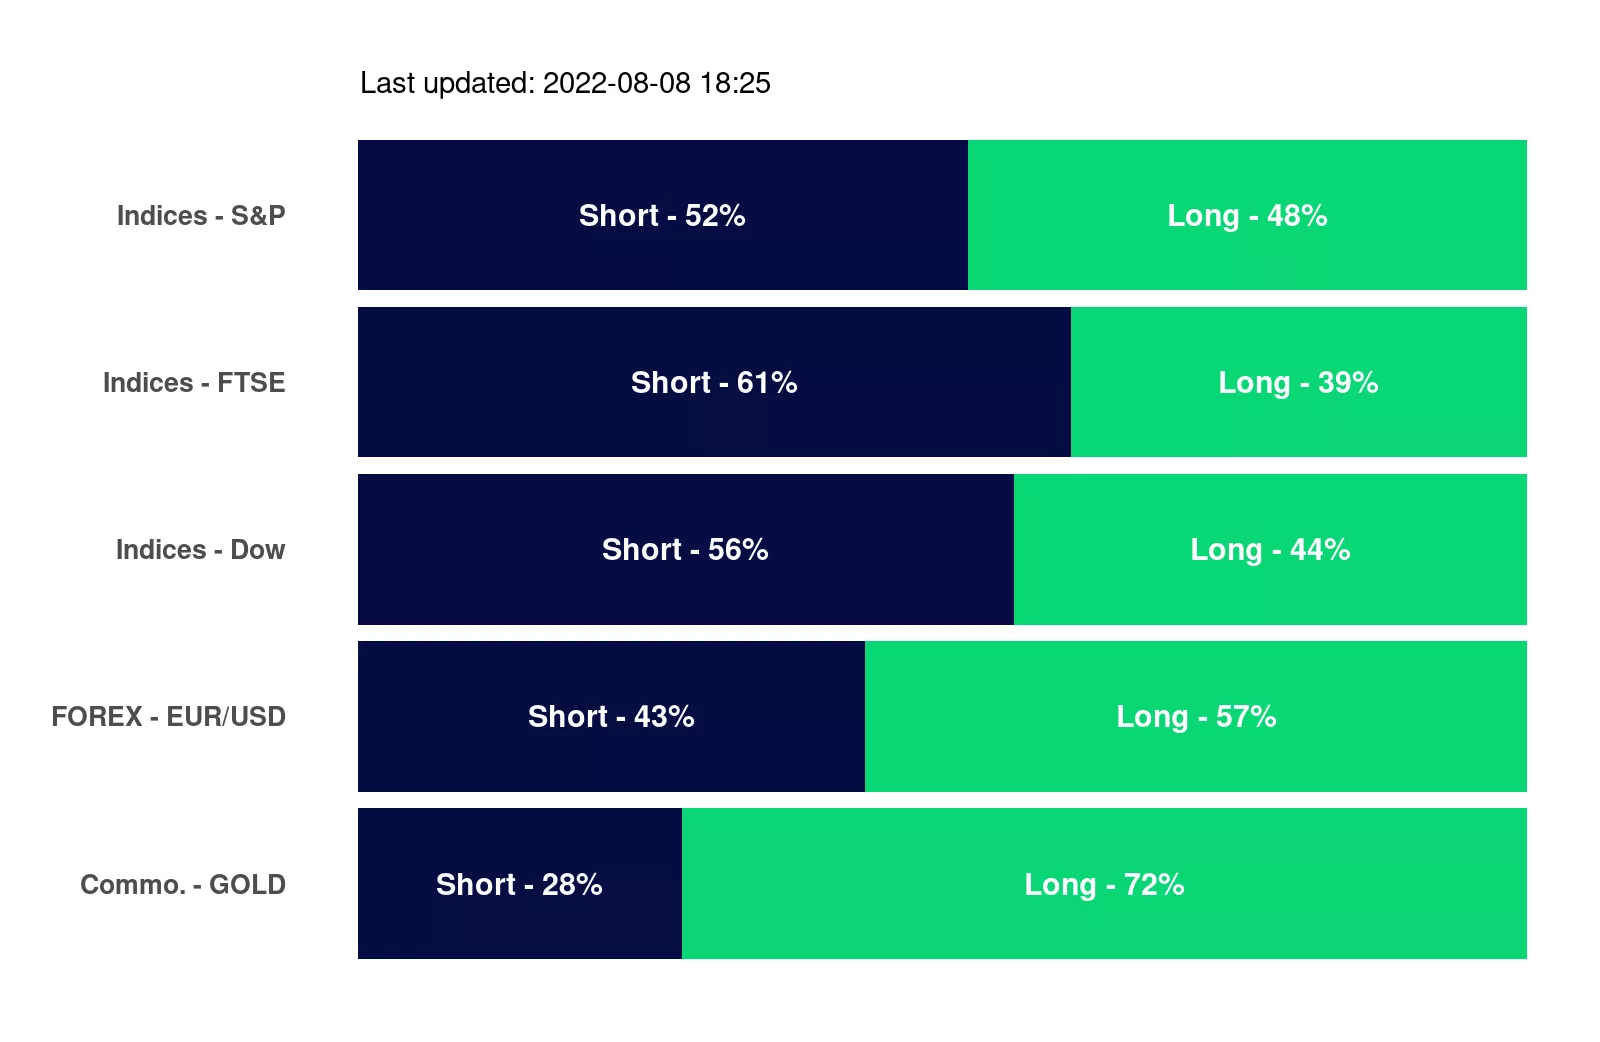 Last updated: 2022-08-08 18:25
Indices - S&P Short - 52% Long - 48%
Indices - FTSE Short - 61% Long - 39%
Indices - Dow Short - 56% Long - 44%
FOREX - EUR/USD Short - 43% Long - 57%
Commo. - GOLD Short - 28% Long - 72%